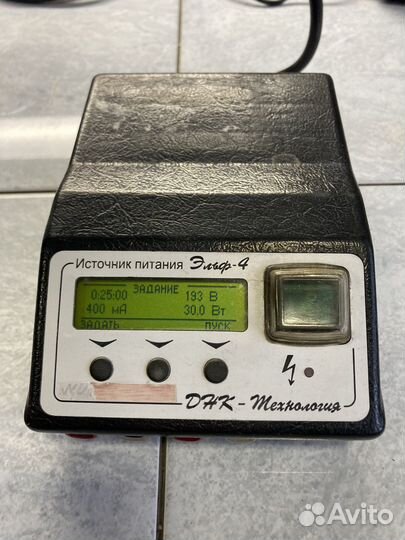 Источник питания Эльф-4
ЗАДАНИЕ
0:25:00 193 В
400 мА 30,0 Вт
ЗАДАТЬ ПУСК
ДНК - Технология
Avito